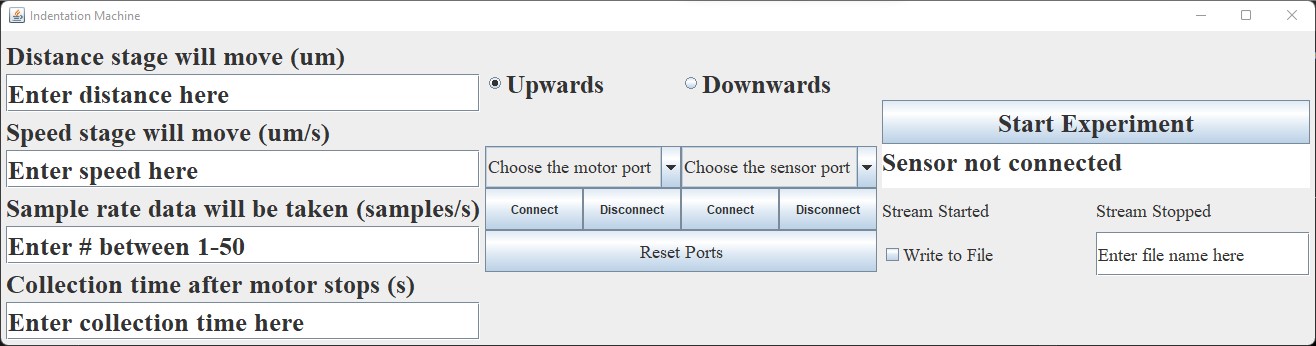 Indentation Machine
Distance stage will move (um)
Enter distance here
Speed stage will move (um/s)
Enter speed here
Sample rate data will be taken (samples/s)
Enter # between 1-50
Collection time after motor stops (s)
Enter collection time here
Upwards
Downwards
Choose the motor port
Choose the sensor port
Connect
Disconnect
Connect
Disconnect
Reset Ports
Start Experiment
Sensor not connected
Stream Started
Stream Stopped
Write to File
Enter file name here